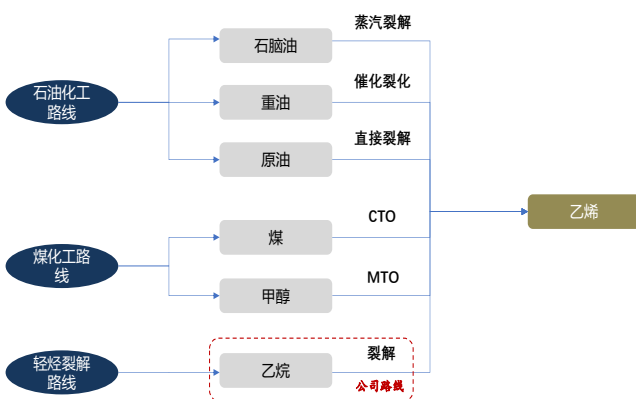 蒸汽裂解
石脑油
石油化工
路线
催化裂化
重油
直接裂解
原油
乙烯
CTO
煤
煤化工路
线
MTO
甲醇
轻烃裂解
路线
裂解
乙烷
公司路线